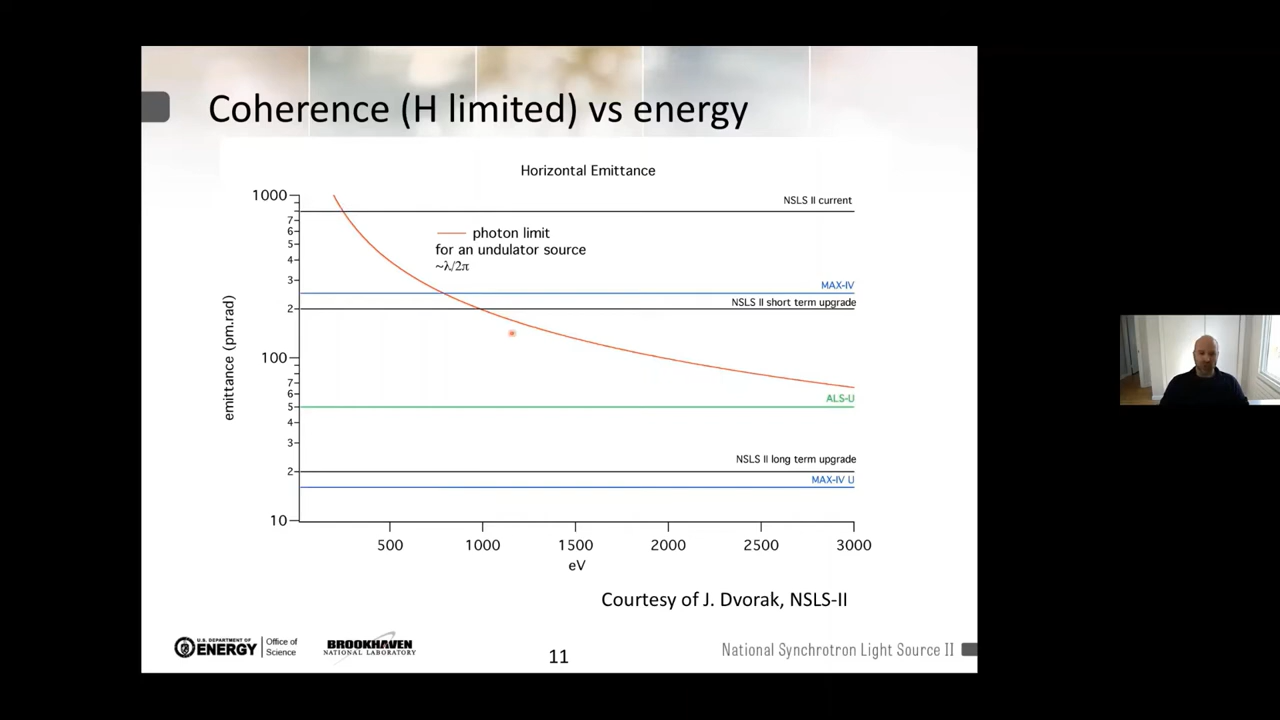 Coherence (H limited) vs energy
Horizontal Emittance
1000
7
6
5
4
3
2
100
7
6
5
4
3
2
10
emittance (pm.rad)
NSLS II current
photon limit
for an undulator source
~λ/2π
MAX-IV
NSLS II short term upgrade
ALS-U
NSLS II long term upgrade
MAX-IV U
500 1000 1500 2000 2500 3000
eV
Courtesy of J. Dvorak, NSLS-II
U.S. DEPARTMENT OF
ENERGY
Office of
Science
BROOKHAVEN
NATIONAL LABORATORY
11
National Synchrotron Light Source II